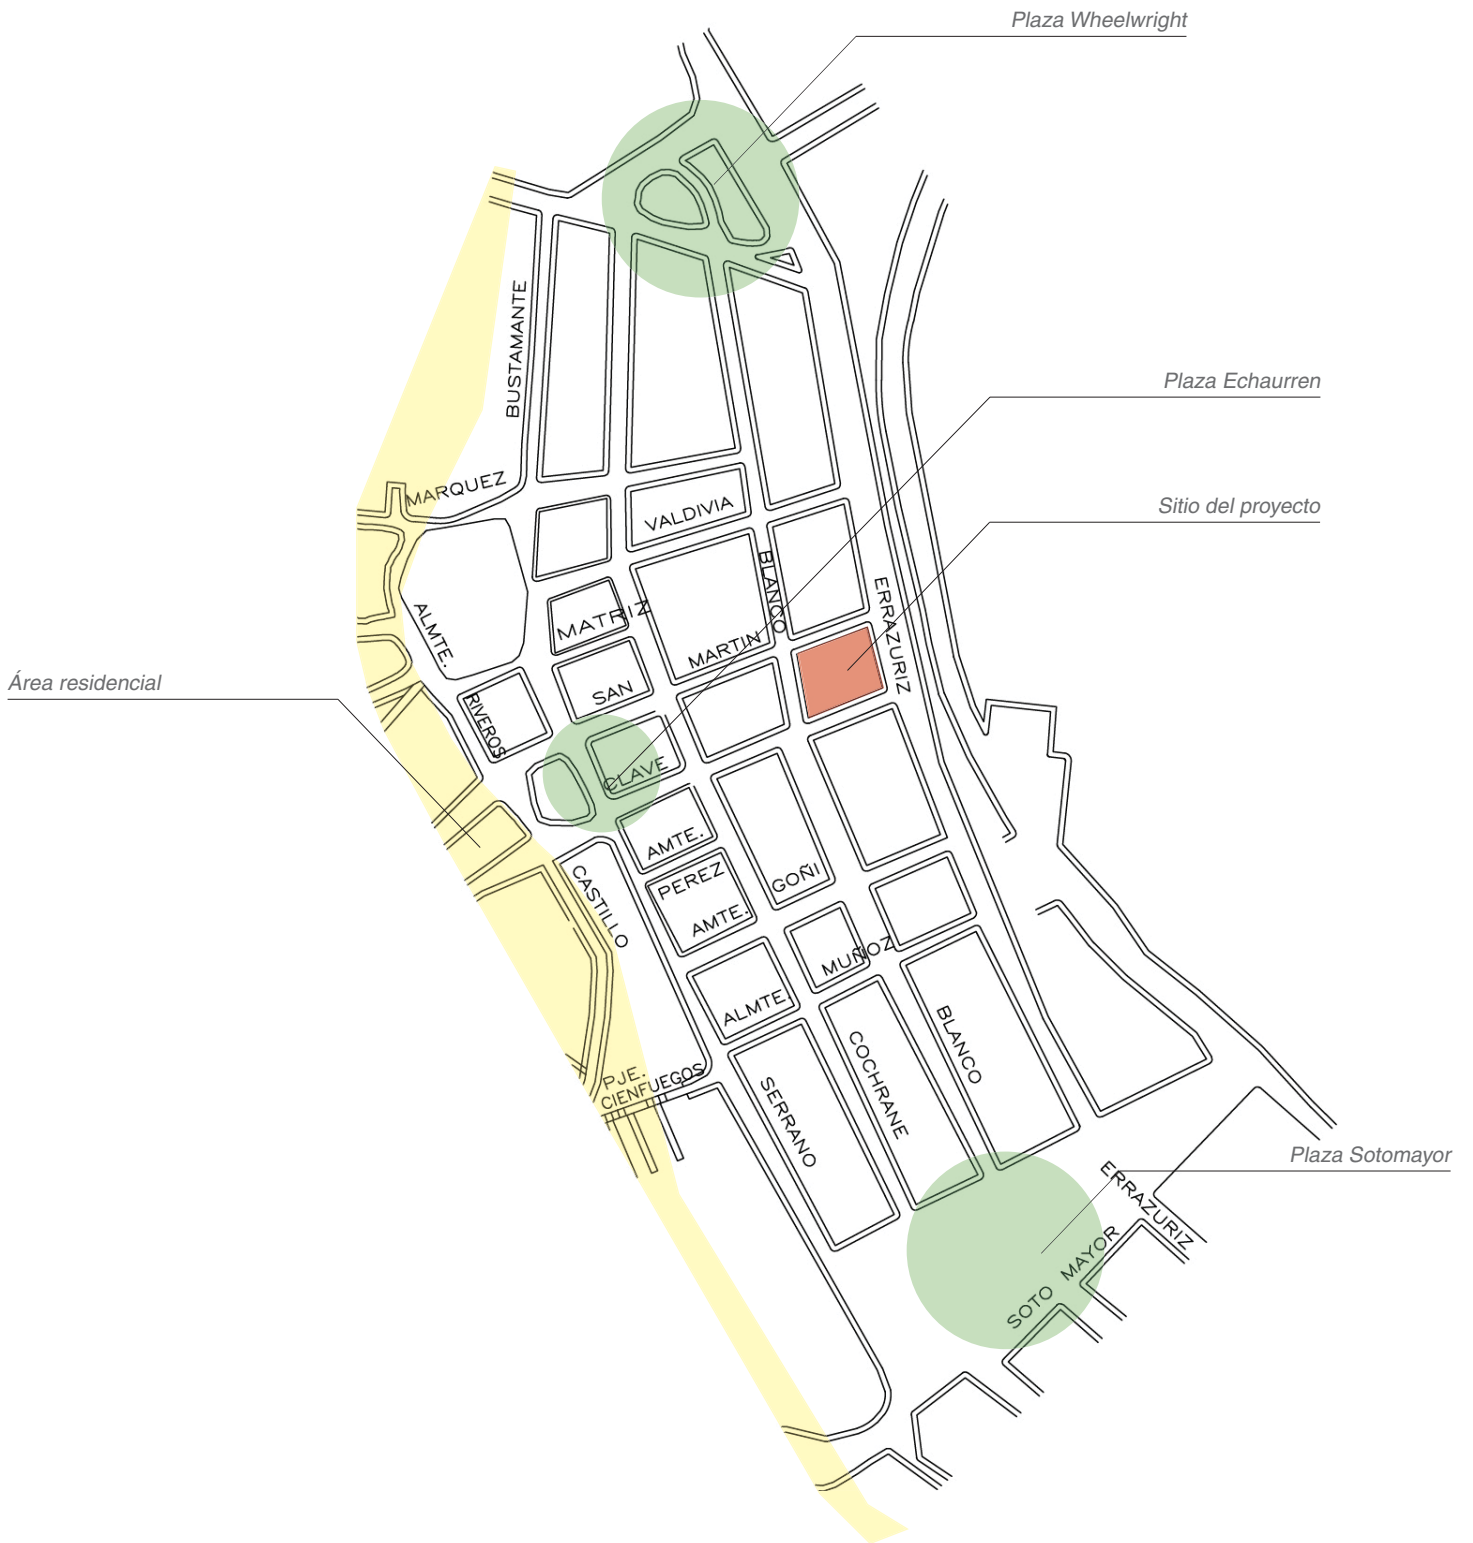 Plaza Wheelwright
BUSTAMANTE
Plaza Echaurren
MARQUEZ
VALDIVIA
Sitio del proyecto
BLANCO
ERRAZURIZ
ALMTE.
MATRIZ
MARTIN
SAN
Área residencial
RIVEROS
CLAVE
AMTE.
PEREZ
GOÑI
CASTILLO
AMTE.
MUÑOZ
ALMTE.
BLANCO
COCHRANE
PJE.
CIENFUEGOS
SERRANO
Plaza Sotomayor
ERRAZURIZ
SOTO MAYOR